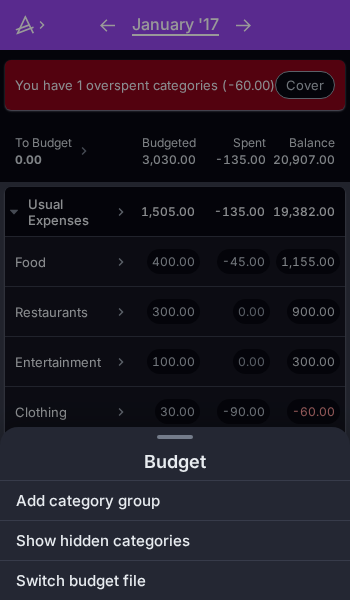 January '17
You have 1 overspent categories (-60.00)
Cover
To Budget
0.00
Budgeted
3,030.00
Spent
-135.00
Balance
20,907.00
Usual
Expenses
1,505.00
-135.00
19,382.00
Food
400.00
-45.00
1,155.00
Restaurants
300.00
0.00
900.00
Entertainment
100.00
0.00
300.00
Clothing
30.00
-90.00
-60.00
Budget
Add category group
Show hidden categories
Switch budget file